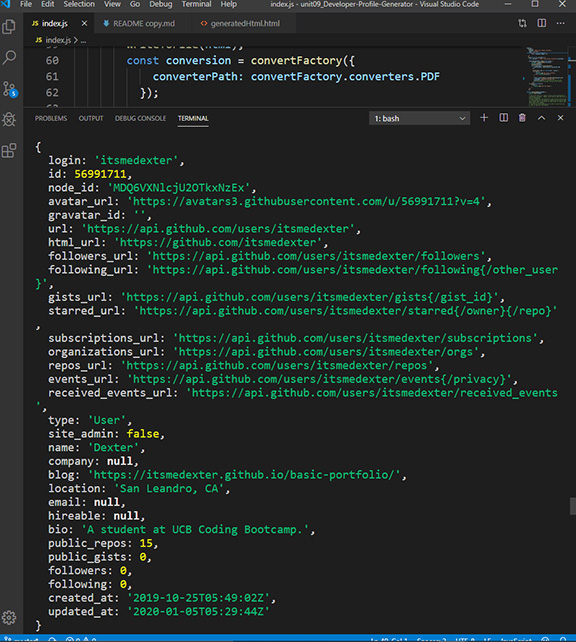 File Edit Selection View Go Debug Terminal Help index.js - unit09_Developer-Profile-Generator - Visual Studio Code
index.js × README copy.md generatedHtml.html
index.js > ...
60 const conversion = convertFactory({
61 converterPath: convertFactory.converters.PDF
62 });
PROBLEMS OUTPUT DEBUG CONSOLE TERMINAL 1: bash
{
login: 'itsmedexter',
id: 56991711,
node_id: 'MDQ6VXNlcjU2OTkxNzEx',
avatar_url: 'https://avatars3.githubusercontent.com/u/56991711?v=4',
gravatar_id: '',
url: 'https://api.github.com/users/itsmedexter',
html_url: 'https://github.com/itsmedexter',
followers_url: 'https://api.github.com/users/itsmedexter/followers',
following_url: 'https://api.github.com/users/itsmedexter/following{/other_user
}',
gists_url: 'https://api.github.com/users/itsmedexter/gists{/gist_id}',
starred_url: 'https://api.github.com/users/itsmedexter/starred{/owner}{/repo}'
,
subscriptions_url: 'https://api.github.com/users/itsmedexter/subscriptions',
organizations_url: 'https://api.github.com/users/itsmedexter/orgs',
repos_url: 'https://api.github.com/users/itsmedexter/repos',
events_url: 'https://api.github.com/users/itsmedexter/events{/privacy}',
received_events_url: 'https://api.github.com/users/itsmedexter/received_events
',
type: 'User',
site_admin: false,
name: 'Dexter',
company: null,
blog: 'https://itsmedexter.github.io/basic-portfolio/',
location: 'San Leandro, CA',
email: null,
hireable: null,
bio: 'A student at UCB Coding Bootcamp.',
public_repos: 15,
public_gists: 0,
followers: 0,
following: 0,
created_at: '2019-10-25T05:49:02Z',
updated_at: '2020-01-05T05:29:44Z'
}